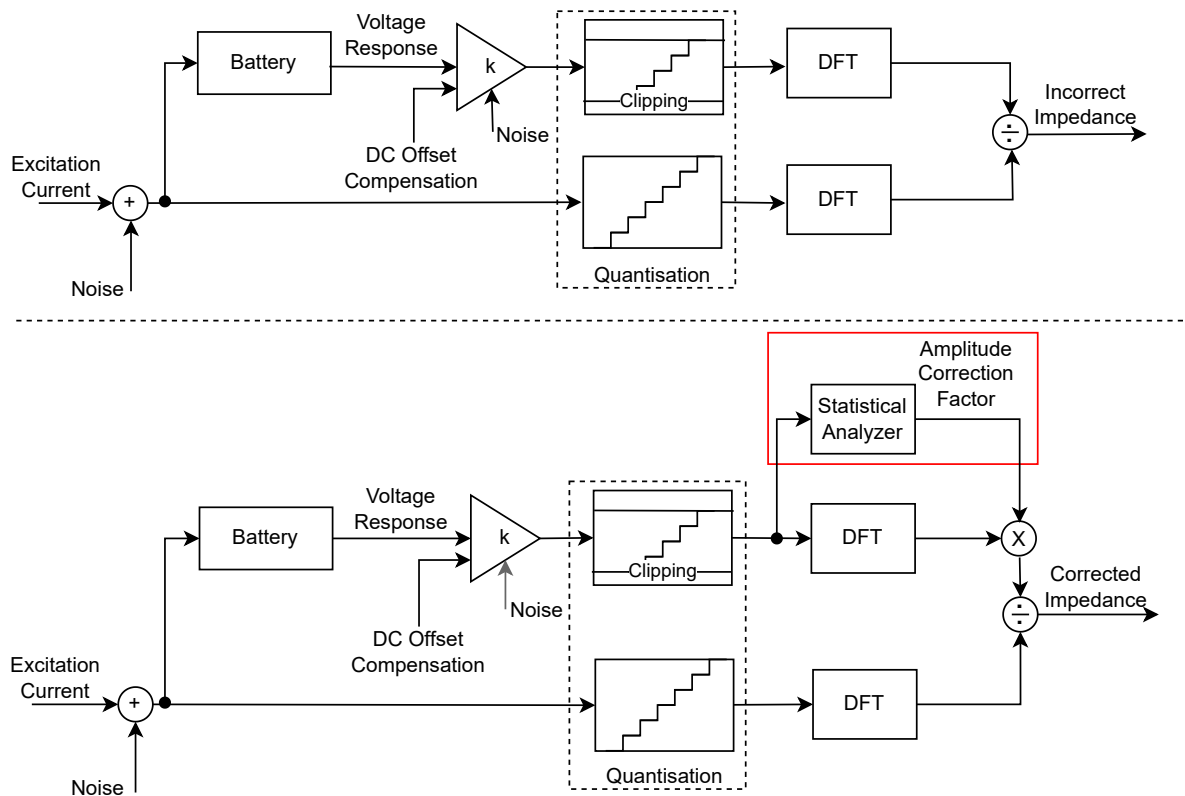 Voltage
Response
Battery
k
Clipping
DFT
Noise
DC Offset
Compensation
Incorrect
Impedance
÷
Excitation
Current
+
DFT
Quantisation
Noise
Amplitude
Correction
Factor
Statistical
Analyzer
Voltage
Response
Battery
k
Clipping
DFT
X
Noise
DC Offset
Compensation
Corrected
Impedance
÷
Excitation
Current
+
DFT
Quantisation
Noise